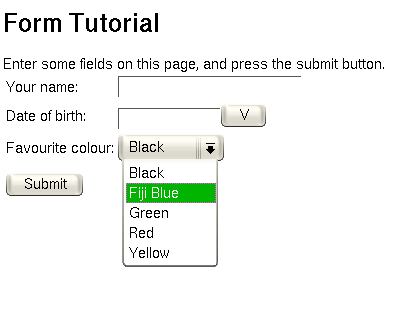 Form Tutorial
Enter some fields on this page, and press the submit button.
Your name:
Date of birth: V
Favourite colour: Black
Black
Fiji Blue
Green
Red
Yellow
Submit